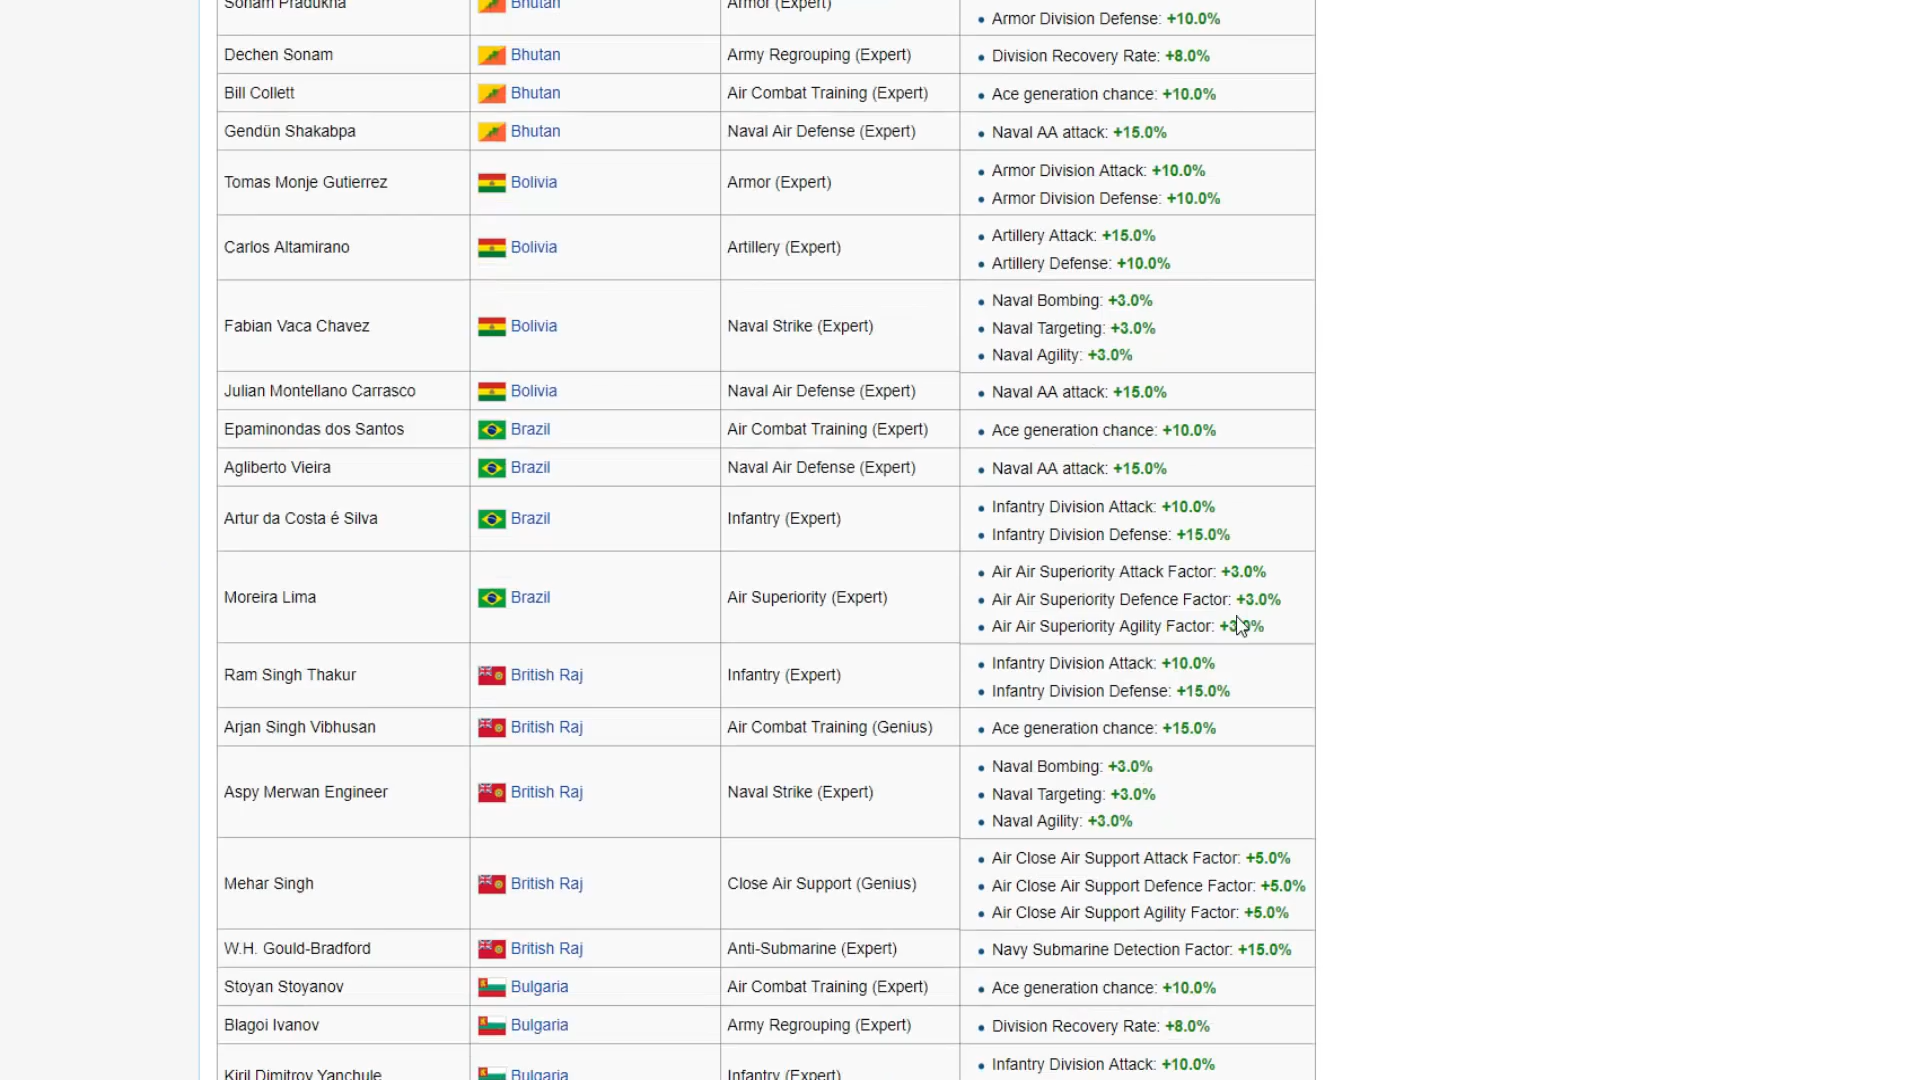 Sonam Pradukha Bhutan Armor (Expert)
Armor Division Defense: +10.0%
Dechen Sonam Bhutan Army Regrouping (Expert) Division Recovery Rate: +8.0%
Bill Collett Bhutan Air Combat Training (Expert) Ace generation chance: +10.0%
Gendün Shakabpa Bhutan Naval Air Defense (Expert) Naval AA attack: +15.0%
Tomas Monje Gutierrez Bolivia Armor (Expert) Armor Division Attack: +10.0%
Armor Division Defense: +10.0%
Carlos Altamirano Bolivia Artillery (Expert) Artillery Attack: +15.0%
Artillery Defense: +10.0%
Fabian Vaca Chavez Bolivia Naval Strike (Expert) Naval Bombing: +3.0%
Naval Targeting: +3.0%
Naval Agility: +3.0%
Julian Montellano Carrasco Bolivia Naval Air Defense (Expert) Naval AA attack: +15.0%
Epaminondas dos Santos Brazil Air Combat Training (Expert) Ace generation chance: +10.0%
Agliberto Vieira Brazil Naval Air Defense (Expert) Naval AA attack: +15.0%
Artur da Costa é Silva Brazil Infantry (Expert) Infantry Division Attack: +10.0%
Infantry Division Defense: +15.0%
Moreira Lima Brazil Air Superiority (Expert) Air Air Superiority Attack Factor: +3.0%
Air Air Superiority Defence Factor: +3.0%
Air Air Superiority Agility Factor: +3.0%
Ram Singh Thakur British Raj Infantry (Expert) Infantry Division Attack: +10.0%
Infantry Division Defense: +15.0%
Arjan Singh Vibhusan British Raj Air Combat Training (Genius) Ace generation chance: +15.0%
Aspy Merwan Engineer British Raj Naval Strike (Expert) Naval Bombing: +3.0%
Naval Targeting: +3.0%
Naval Agility: +3.0%
Mehar Singh British Raj Close Air Support (Genius) Air Close Air Support Attack Factor: +5.0%
Air Close Air Support Defence Factor: +5.0%
Air Close Air Support Agility Factor: +5.0%
W.H. Gould-Bradford British Raj Anti-Submarine (Expert) Navy Submarine Detection Factor: +15.0%
Stoyan Stoyanov Bulgaria Air Combat Training (Expert) Ace generation chance: +10.0%
Blagoi Ivanov Bulgaria Army Regrouping (Expert) Division Recovery Rate: +8.0%
Kiril Dimitrov Yanchule Bulgaria Infantry (Expert) Infantry Division Attack: +10.0%